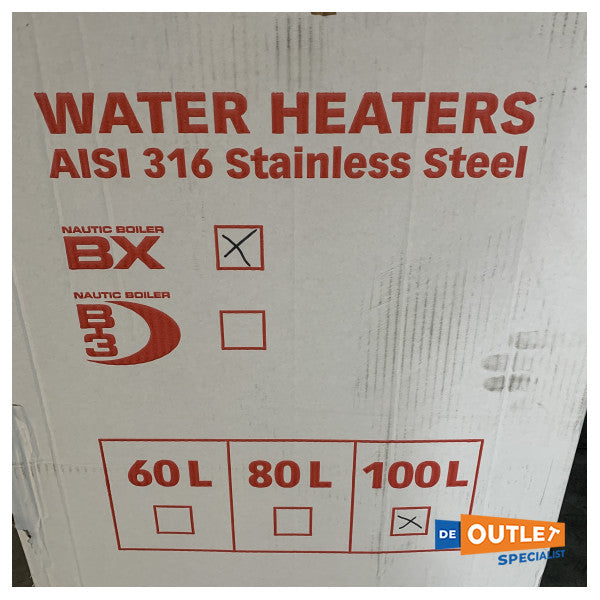 WATER HEATERS
AISI 316 Stainless Steel
NAUTIC BOILER
BX
NAUTIC BOILER
B3
60 L 80 L 100 L
DE OUTLET
SPECIALIST